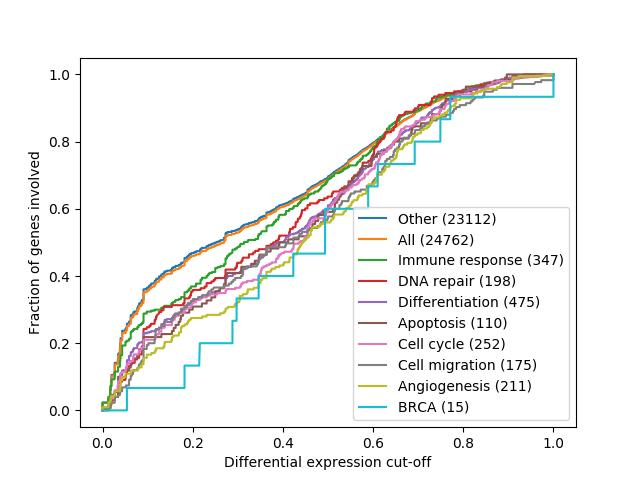 1.0
0.8
0.6
0.4
0.2
0.0
Fraction of genes involved
Other (23112)
All (24762)
Immune response (347)
DNA repair (198)
Differentiation (475)
Apoptosis (110)
Cell cycle (252)
Cell migration (175)
Angiogenesis (211)
BRCA (15)
0.0 0.2 0.4 0.6 0.8 1.0
Differential expression cut-off